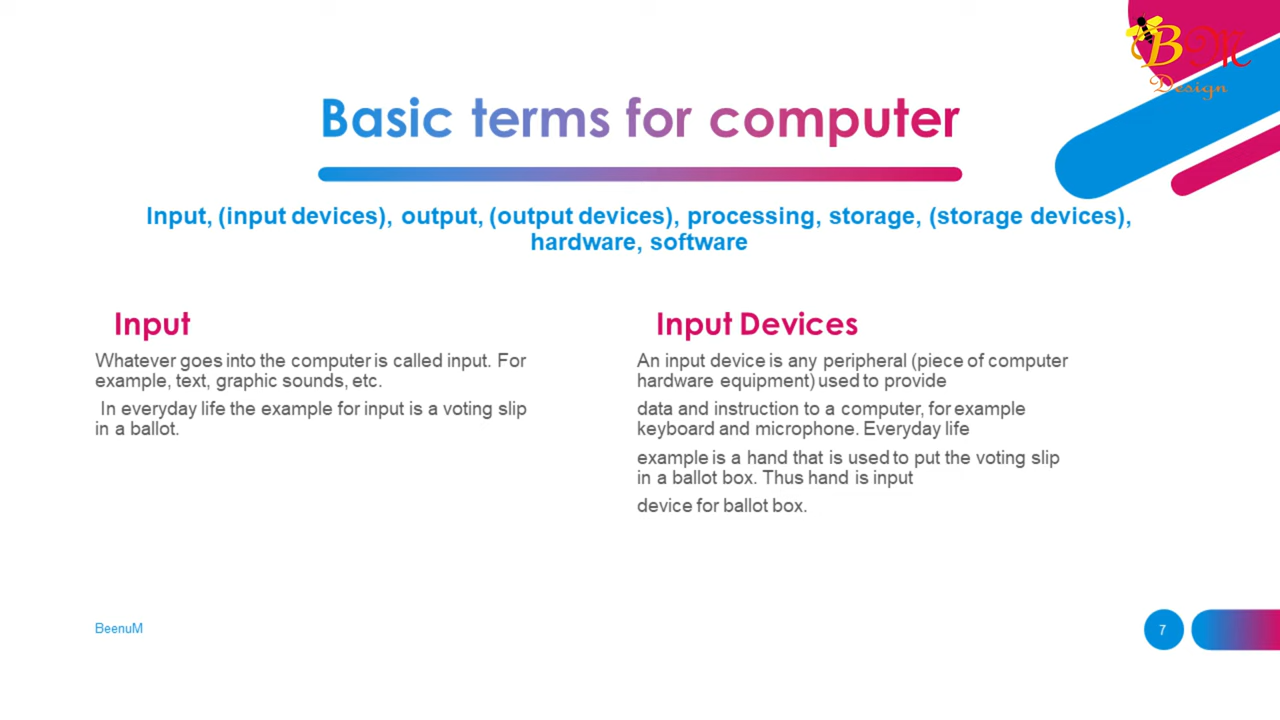 B M
Design
Basic terms for computer
Input, (input devices), output, (output devices), processing, storage, (storage devices),
hardware, software
Input
Whatever goes into the computer is called input. For
example, text, graphic sounds, etc.
In everyday life the example for input is a voting slip
in a ballot.
Input Devices
An input device is any peripheral (piece of computer
hardware equipment) used to provide
data and instruction to a computer, for example
keyboard and microphone. Everyday life
example is a hand that is used to put the voting slip
in a ballot box. Thus hand is input
device for ballot box.
BeenuM
7